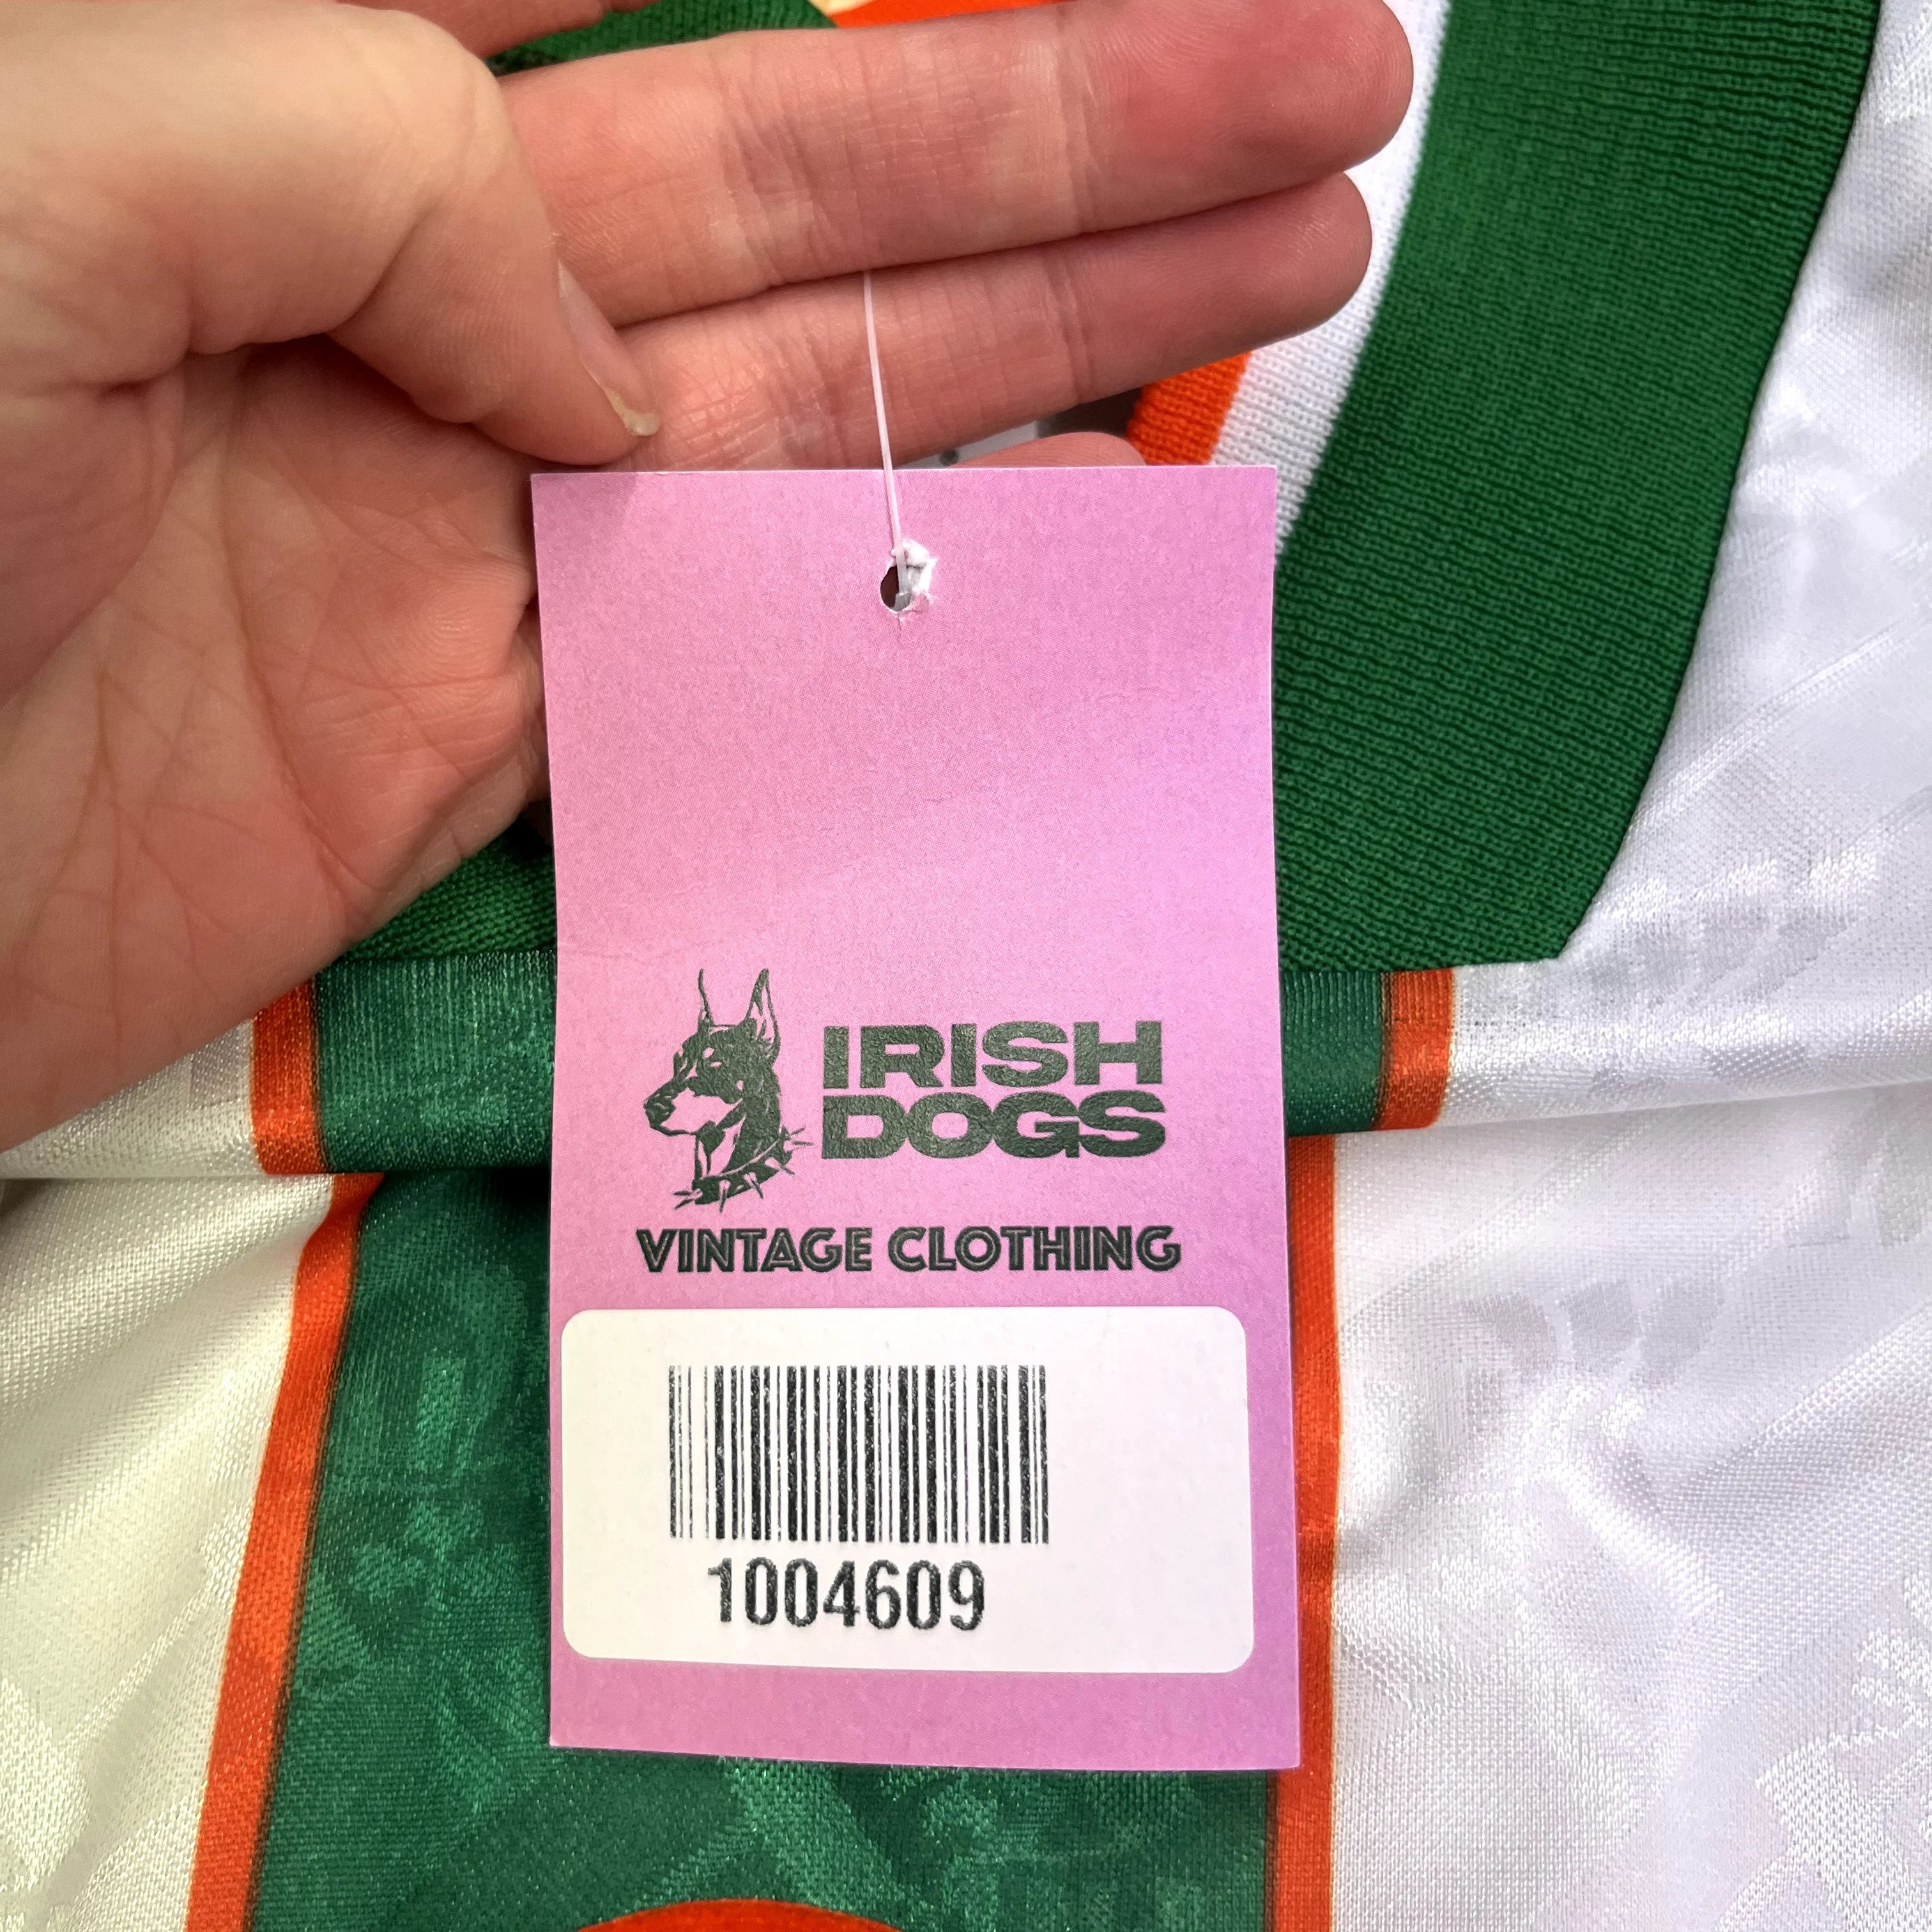 IRISH
DOGS
VINTAGE CLOTHING
1004609